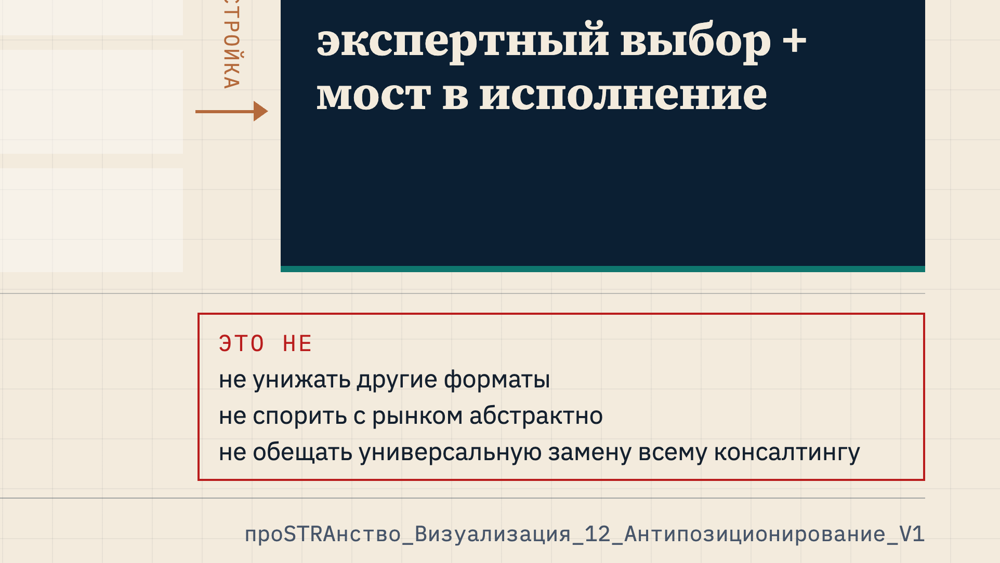 экспертный выбор +
мост в исполнение
ЭТО НЕ
не унижать другие форматы
не спорить с рынком абстрактно
не обещать универсальную замену всему консалтингу
проSTRAнство_Визуализация_12_Антипозиционирование_V1